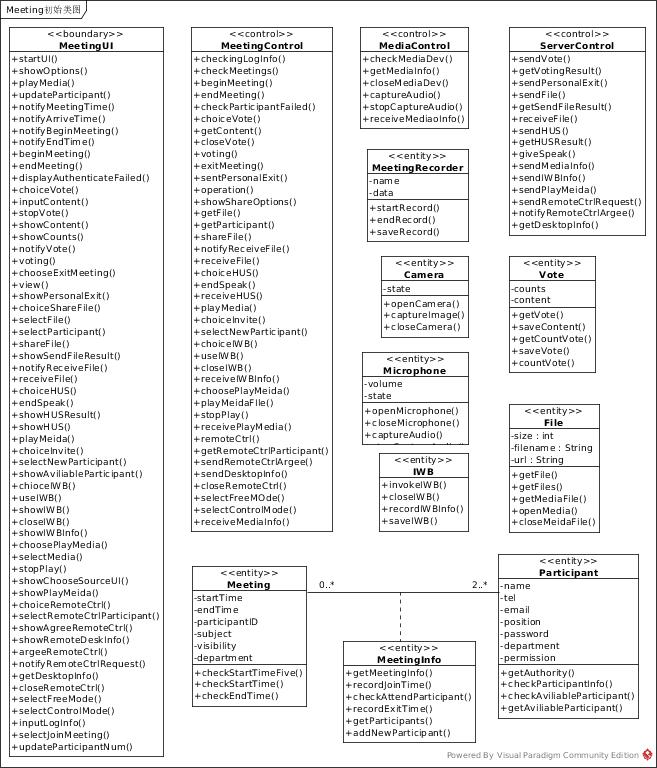 Meeting初始类图
<<boundary>>
MeetingUI
+startUI()
+showOptions()
+playMedia()
+updateParticipant()
+notifyMeetingTime()
+notifyArriveTime()
+notifyBeginMeeting()
+notifyEndTime()
+beginMeeting()
+endMeeting()
+displayAuthenticateFailed()
+choiceVote()
+inputContent()
+stopVote()
+showContent()
+showCounts()
+notifyVote()
+voting()
+chooseExitMeeting()
+view()
+showPersonalExit()
+choiceShareFile()
+selectFile()
+selectParticipant()
+shareFile()
+showSendFileResult()
+notifyReceiveFile()
+receiveFile()
+choiceHUS()
+endSpeak()
+showHUSResult()
+showHUS()
+playMeida()
+choiceInvite()
+selectNewParticipant()
+showAviliableParticipant()
+chioceIWB()
+useIWB()
+showIWB()
+closeIWB()
+showIWBInfo()
+choosePlayMedia()
+selectMedia()
+stopPlay()
+showChooseSourceUI()
+showPlayMeida()
+choiceRemoteCtrl()
+selectRemoteCtrlParticipant()
+showAgreeRemoteCtrl()
+showRemoteDeskInfo()
+argeeRemoteCtrl()
+notifyRemoteCtrlRequest()
+getDesktopInfo()
+closeRemoteCtrl()
+selectFreeMode()
+selectControlMode()
+inputLogInfo()
+selectJoinMeeting()
+updateParticipantNum()
<<control>>
MeetingControl
+checkingLogInfo()
+checkMeetings()
+beginMeeting()
+endMeeting()
+checkParticipantFailed()
+choiceVote()
+getContent()
+closeVote()
+voting()
+exitMeeting()
+sentPersonalExit()
+operation()
+showShareOptions()
+getFile()
+getParticipant()
+shareFile()
+notifyReceiveFile()
+receiveFile()
+choiceHUS()
+endSpeak()
+receiveHUS()
+playMedia()
+choiceInvite()
+selectNewParticipant()
+choiceIWB()
+useIWB()
+closeIWB()
+receiveIWBInfo()
+choosePlayMeida()
+playMeidaFIle()
+stopPlay()
+receivePlayMedia()
+remoteCtrl()
+getRemoteCtrlParticipant()
+sendRemoteCtrlArgee()
+sendDesktopInfo()
+closeRemoteCtrl()
+selectFreeMOde()
+selectControlMode()
+receiveMediaInfo()
<<control>>
MediaControl
+checkMediaDev()
+getMediaInfo()
+closeMediaDev()
+captureAudio()
+stopCaptureAudio()
+receiveMediaoInfo()
<<entity>>
MeetingRecorder
-name
-data
+startRecord()
+endRecord()
+saveRecord()
<<entity>>
Camera
-state
+openCamera()
+captureImage()
+closeCamera()
<<entity>>
Microphone
-volume
-state
+openMicrophone()
+closeMicrophone()
+captureAudio()
<<entity>>
IWB
+invokeIWB()
+closeIWB()
+recordIWBInfo()
+saveIWB()
<<control>>
ServerControl
+sendVote()
+getVotingResult()
+sendPersonalExit()
+sendFile()
+getSendFileResult()
+receiveFile()
+sendHUS()
+getHUSResult()
+giveSpeak()
+sendMediaInfo()
+sendIWBInfo()
+sendPlayMeida()
+sendRemoteCtrlRequest()
+notifyRemoteCtrlArgee()
+getDesktopInfo()
<<entity>>
Vote
-counts
-content
+getVote()
+saveContent()
+getCountVote()
+saveVote()
+countVote()
<<entity>>
File
-size : int
-filename : String
-url : String
+getFile()
+getFiles()
+getMediaFile()
+openMedia()
+closeMeidaFile()
<<entity>>
Meeting
-startTime
-endTime
-participantID
-subject
-visibility
-department
+checkStartTimeFive()
+checkStartTime()
+checkEndTime()
0..*
2..*
<<entity>>
MeetingInfo
+getMeetingInfo()
+recordJoinTime()
+checkAttendParticipant()
+recordExitTime()
+getParticipants()
+addNewParticipant()
<<entity>>
Participant
-name
-tel
-email
-position
-password
-department
-permission
+getAuthority()
+checkParticipantInfo()
+checkAviliableParticipant()
+getAviliableParticipant()
Powered By Visual Paradigm Community Edition